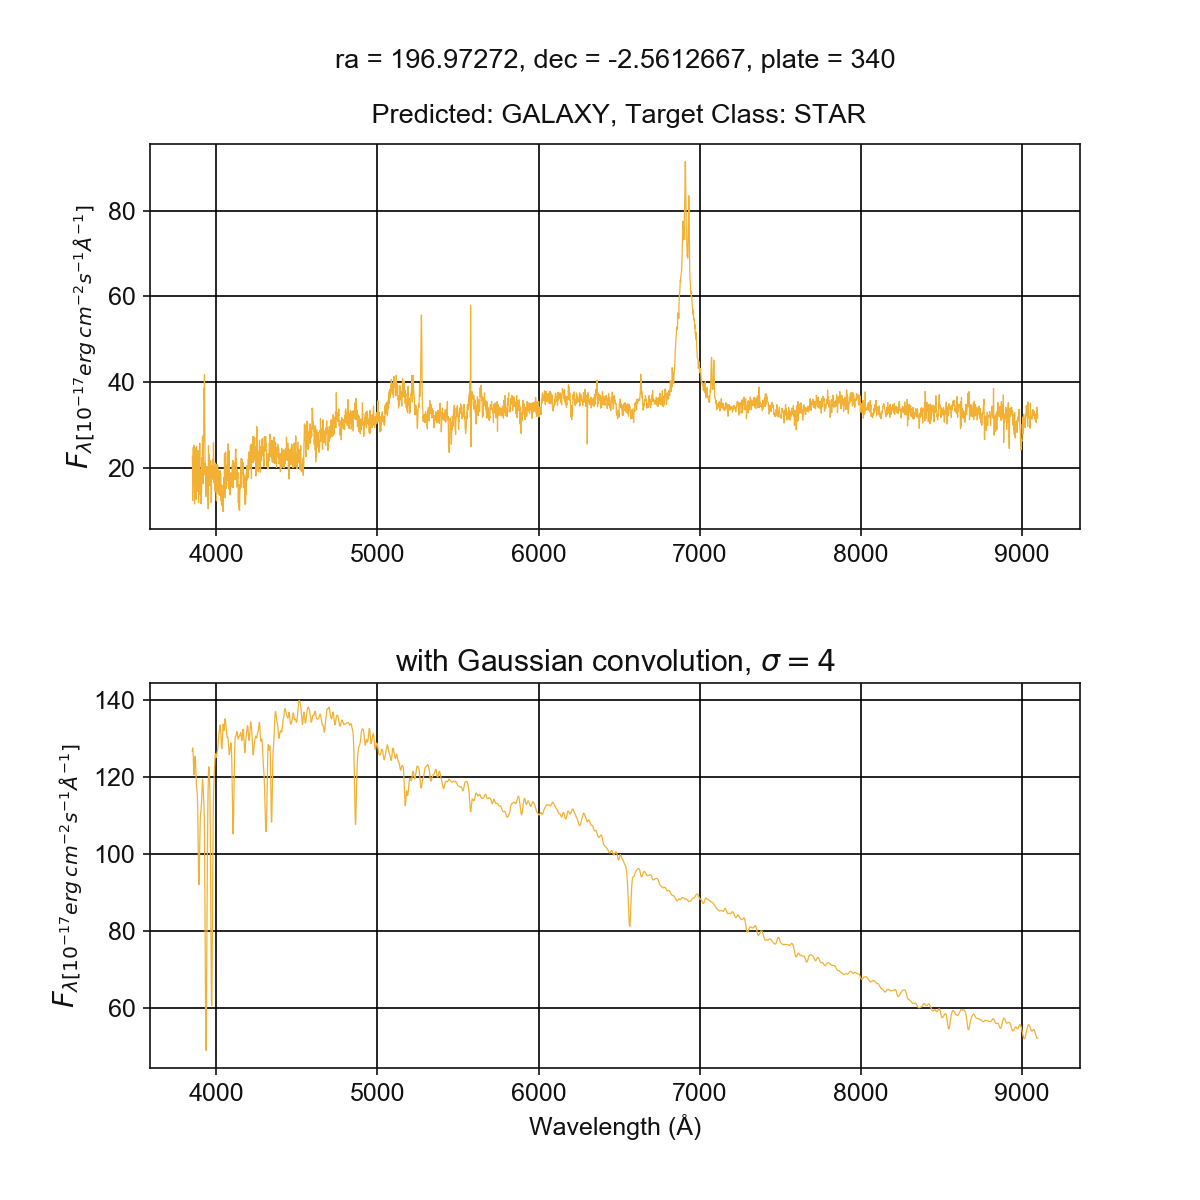 ra = 196.97272, dec = -2.5612667, plate = 340
Predicted: GALAXY, Target Class: STAR
F_λ[10⁻¹⁷erg cm⁻²s⁻¹Å⁻¹]
80
60
40
20
4000 5000 6000 7000 8000 9000
with Gaussian convolution, σ = 4
F_λ[10⁻¹⁷erg cm⁻²s⁻¹Å⁻¹]
140
120
100
80
60
4000 5000 6000 7000 8000 9000
Wavelength (Å)